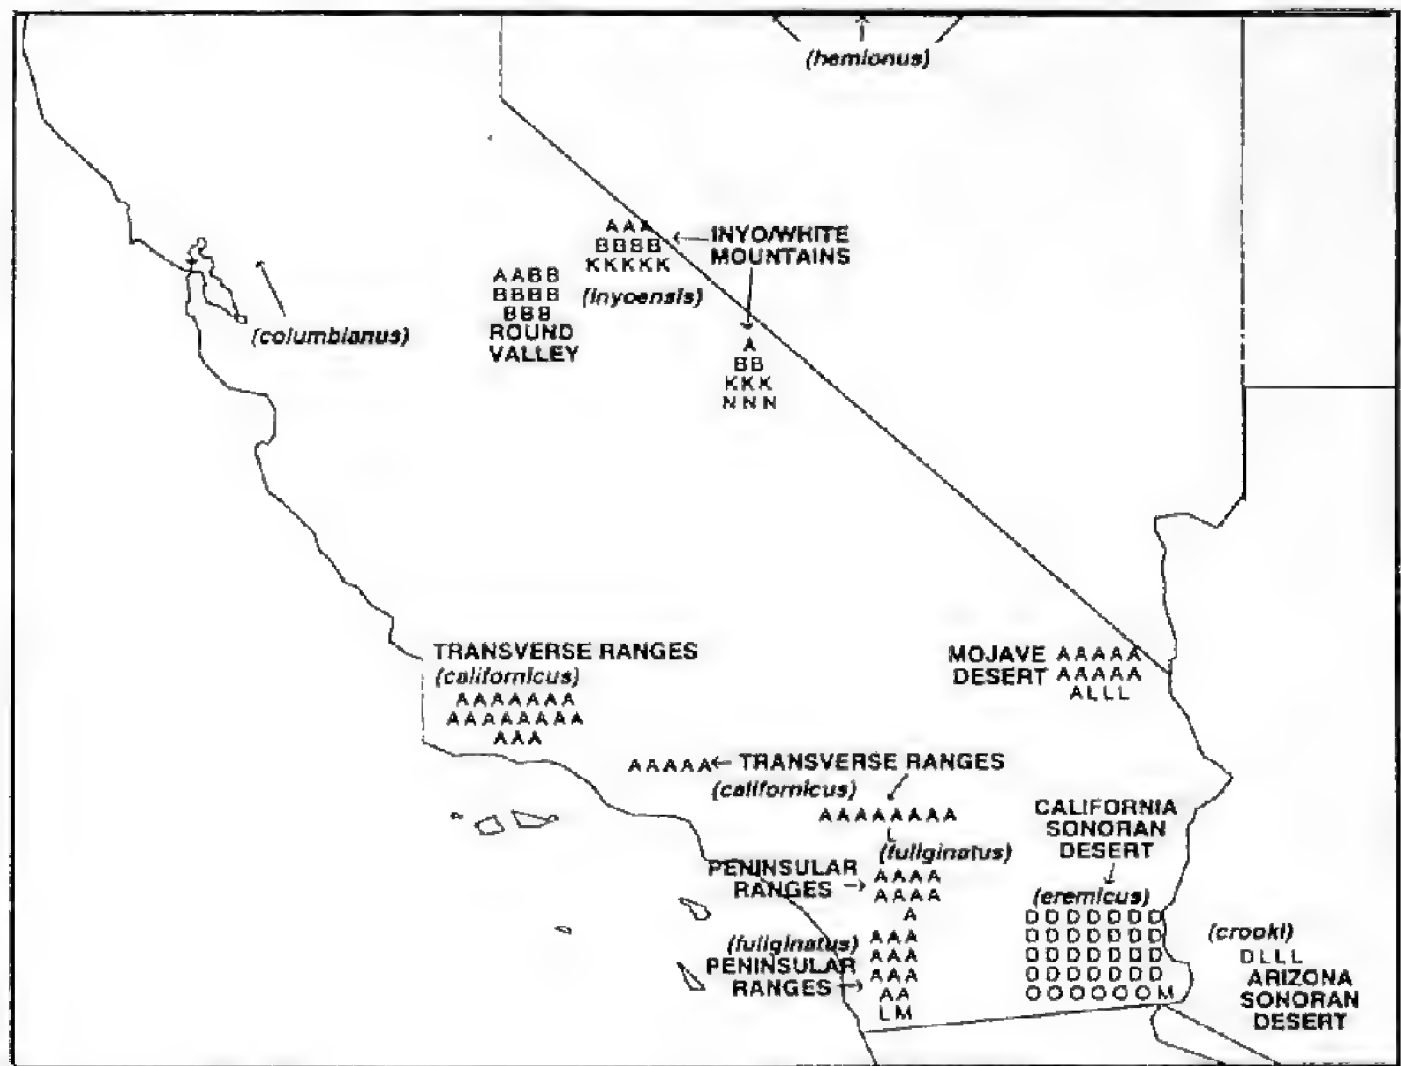 (hemionus)
AAA
BBBB
KKKKK
INYO/WHITE
MOUNTAINS
(inyoensis)
AABB
BBBB
BBB
ROUND
VALLEY
(columbianus)
A
BB
KKK
NNN
TRANSVERSE RANGES
(californicus)
AAAAAAA
AAAAAAAA
AAA
MOJAVE
DESERT
AAAAA
AAAAA
ALLL
AAAAA
TRANSVERSE RANGES
(californicus)
AAAAAAAA
(fuliginatus)
PENINSULAR
RANGES
AAAA
AAAA
A
(fuliginatus)
PENINSULAR
RANGES
AAA
AAA
AAA
AA
LM
CALIFORNIA
SONORAN
DESERT
(eremicus)
DDDDDDD
DDDDDDD
DDDDDDD
DDDDDDD
OOOOOOM
(crooki)
DLLL
ARIZONA
SONORAN
DESERT